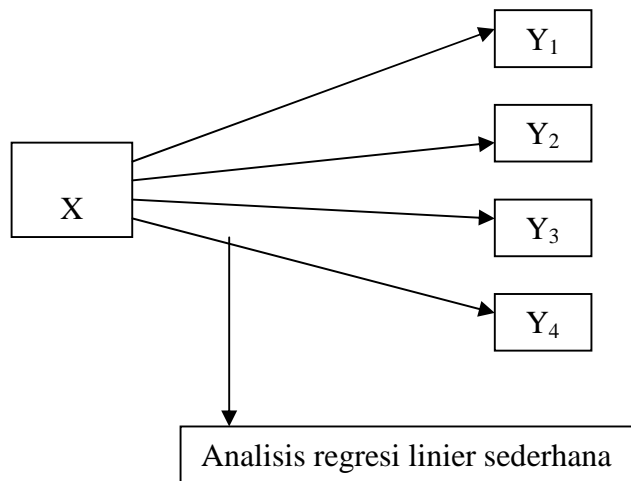 Y₁
Y₂
X
Y₃
Y₄
Analisis regresi linier sederhana